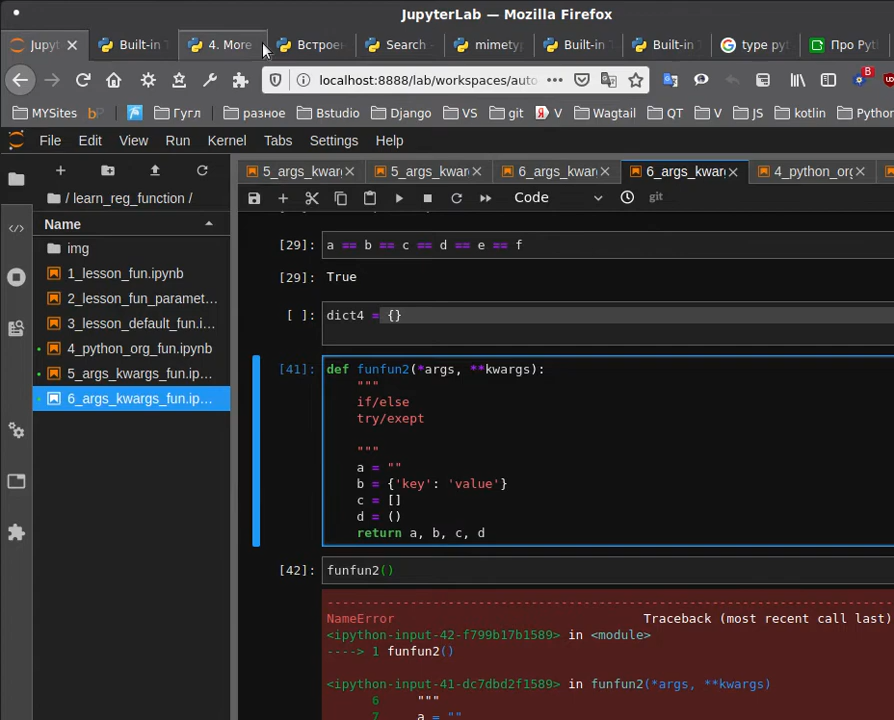 JupyterLab — Mozilla Firefox
Jupyt
Built-in T
4. More
Встроен
Search
mimety
Built-in
Built-in
type py
Про Pyt
localhost:8888/lab/workspaces/auto
MYSites
bP
Гугл
разное
Bstudio
Django
VS
git
Я V
Wagtail
QT
V
JS
kotlin
Python
File Edit View Run Kernel Tabs Settings Help
5_args_kwar
5_args_kwar
6_args_kwar
6_args_kwar
4_python_or
/ learn_reg_function /
Code
git
Name
img
1_lesson_fun.ipynb
2_lesson_fun_paramet…
3_lesson_default_fun.i…
4_python_org_fun.ipynb
5_args_kwargs_fun.ip…
6_args_kwargs_fun.ip…
[29]: a == b == c == d == e == f
[29]: True
[ ]: dict4 = {}
[41]: def funfun2(*args, **kwargs):
"""
if/else
try/exept
"""
a = ""
b = {'key': 'value'}
c = []
d = ()
return a, b, c, d
[42]: funfun2()
---------------------------------------------------------------------------
NameError Traceback (most recent call last)
<ipython-input-42-f799b17b1589> in <module>
----> 1 funfun2()
<ipython-input-41-dc7dbd2f1589> in funfun2(*args, **kwargs)
6 """
7 a = ""